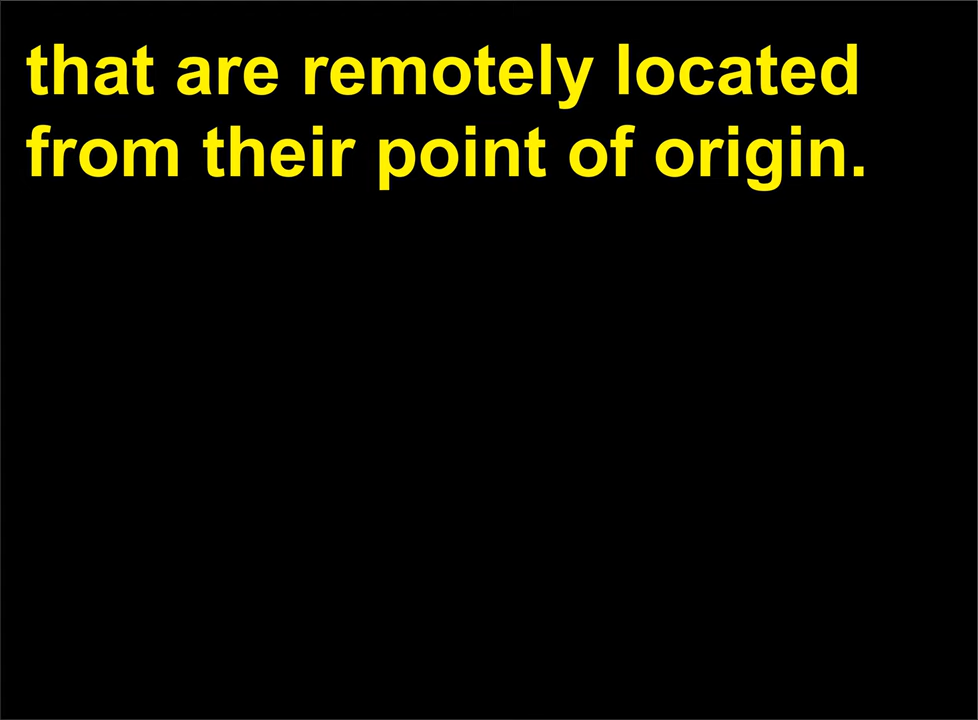 that are remotely located
from their point of origin.